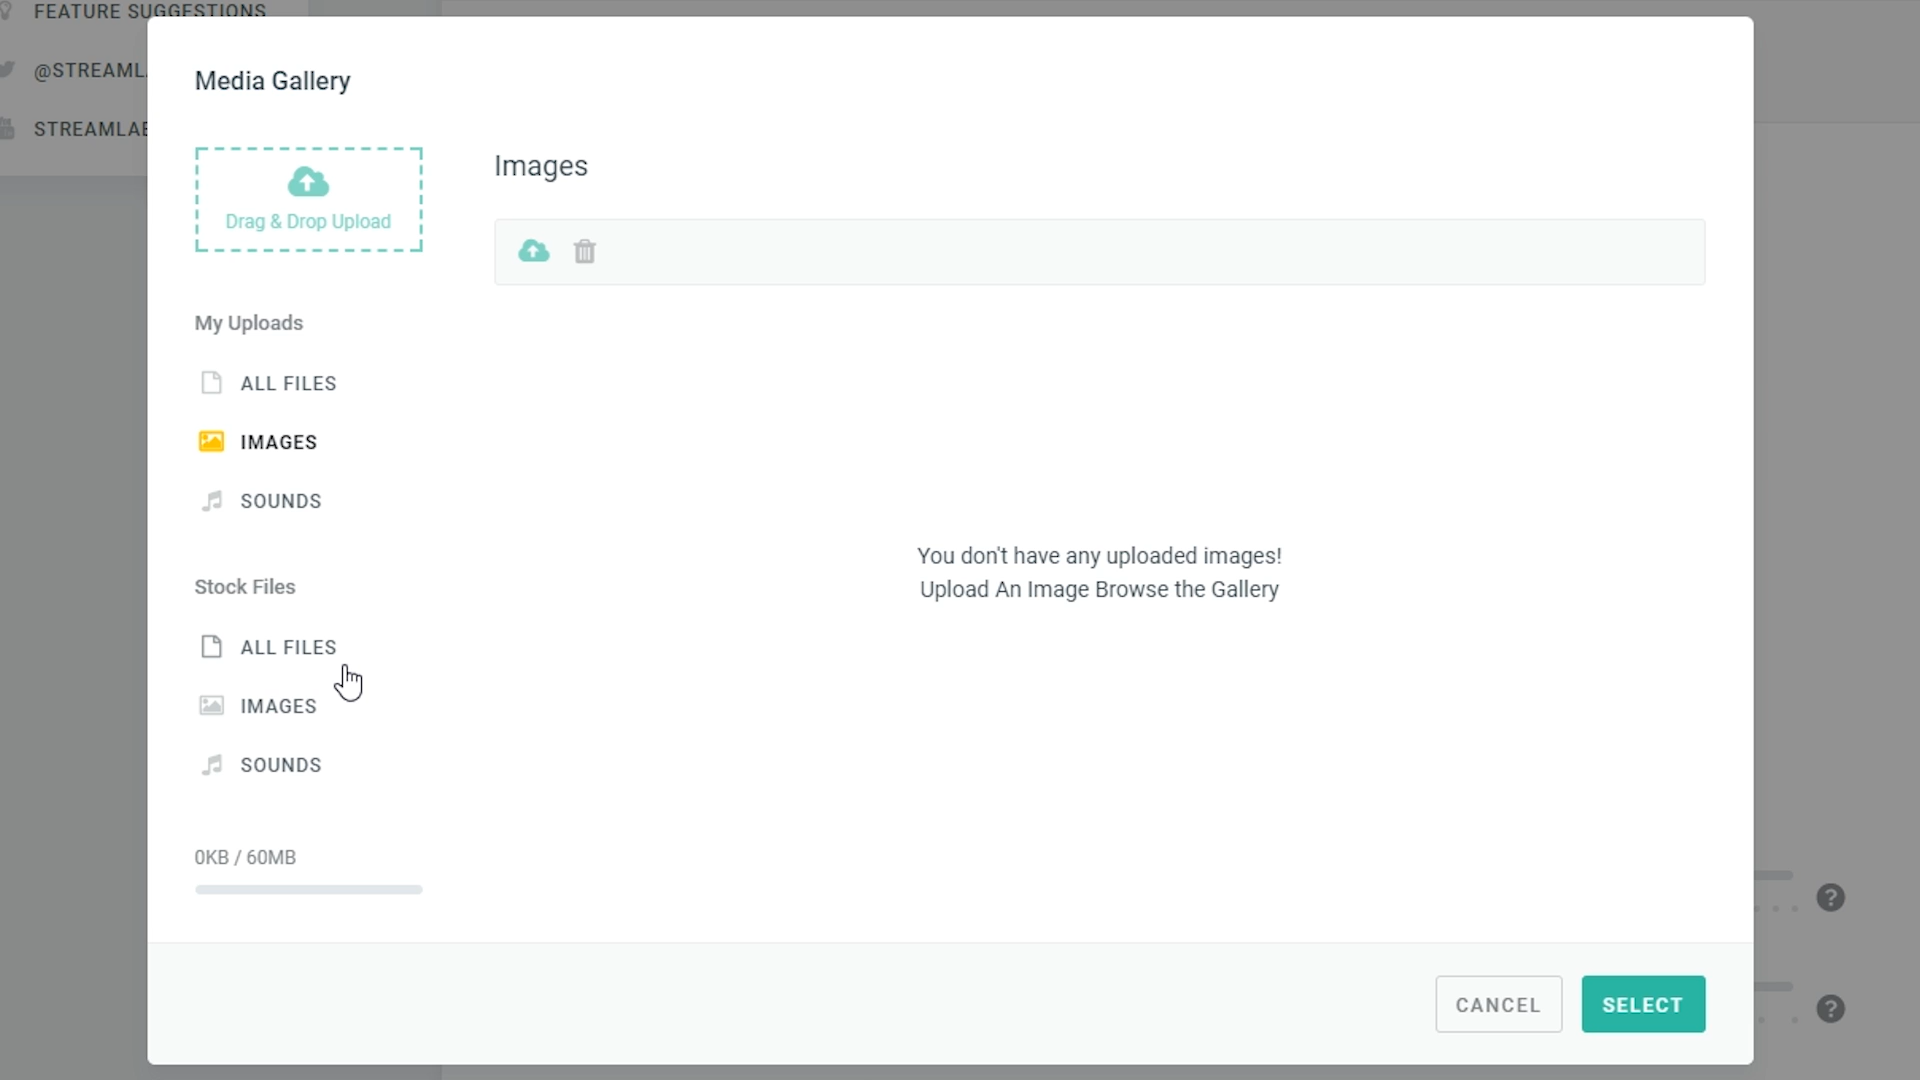 FEATURE SUGGESTIONS
@STREAML
STREAMLAB
Media Gallery
Drag & Drop Upload
My Uploads
ALL FILES
IMAGES
SOUNDS
Stock Files
ALL FILES
IMAGES
SOUNDS
0KB / 60MB
Images
You don't have any uploaded images!
Upload An Image Browse the Gallery
CANCEL
SELECT